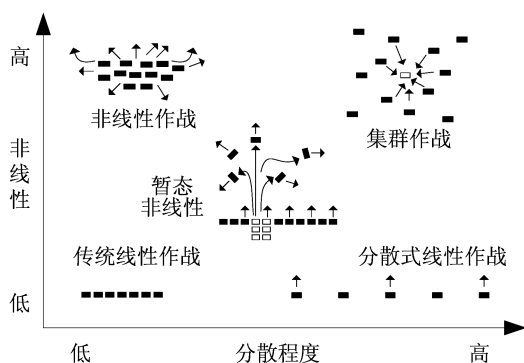 高
非线性作战
集群作战
非线性
暂态
非线性
传统线性作战
分散式线性作战
低
低
分散程度
高